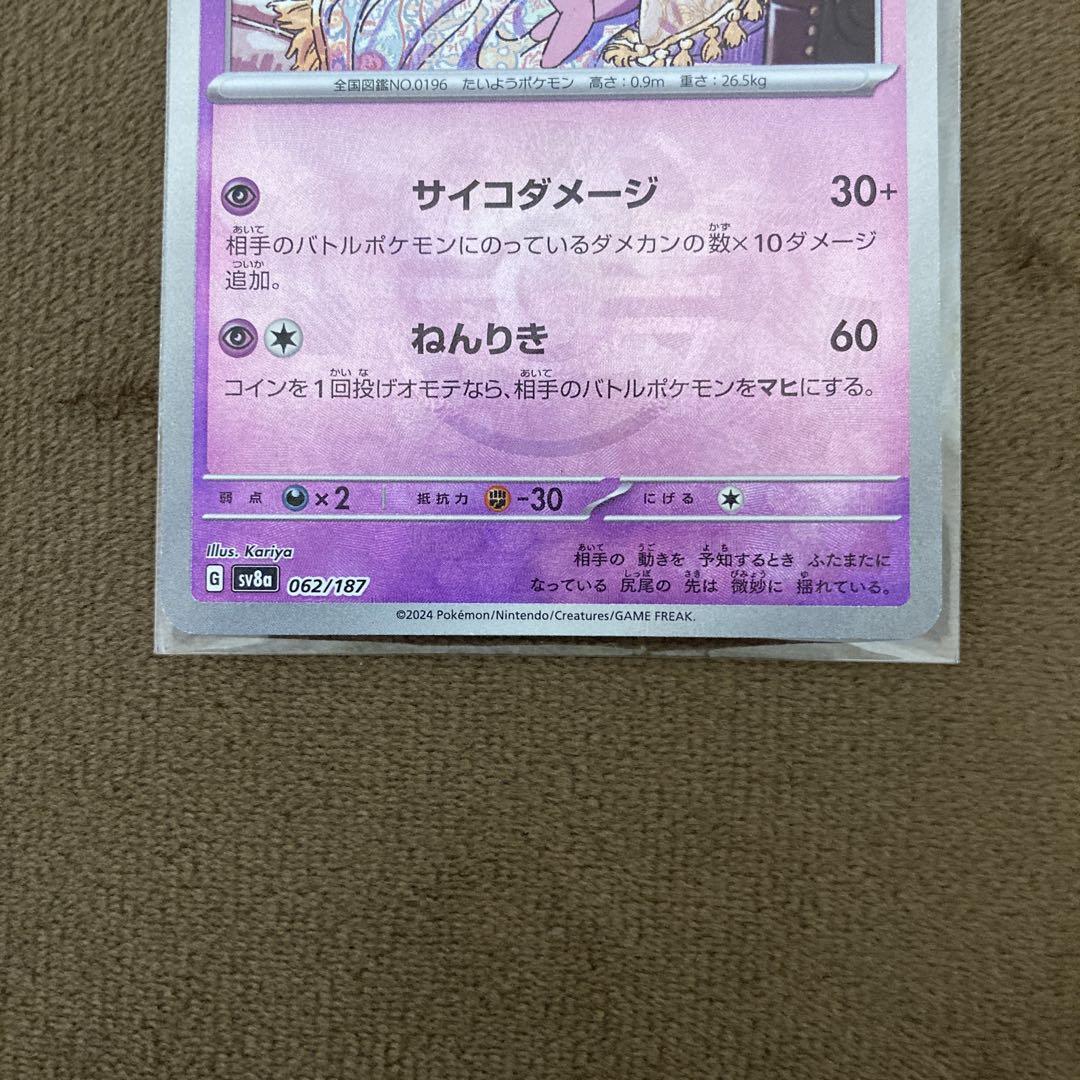 全国図鑑NO.0196 たいようポケモン 高さ：0.9m 重さ：26.5kg
サイコダメージ 30+
相手のバトルポケモンにのっているダメカンの数×10ダメージ
追加。
ねんりき 60
コインを1回投げオモテなら、相手のバトルポケモンをマヒにする。
弱点 ×2 抵抗力 -30 にげる
Illus. Kariya
相手の 動きを 予知するとき ふたまたに
G sv8a 062/187 なっている 尻尾の 先は 微妙に 揺れている。
©2024 Pokémon/Nintendo/Creatures/GAME FREAK.